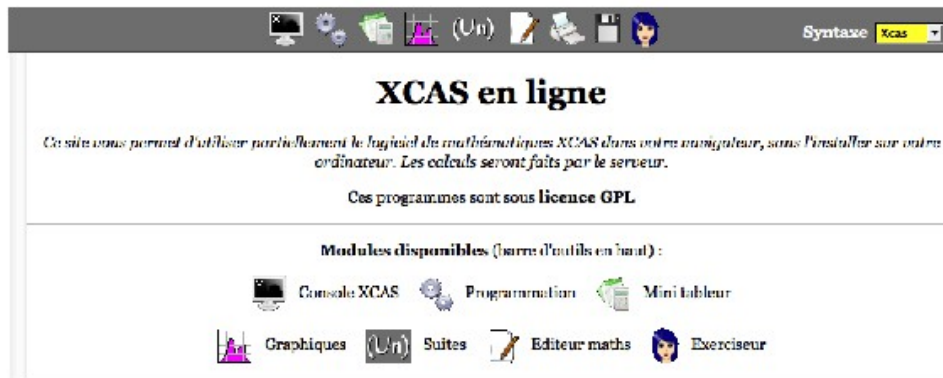 (Un)
Syntaxe Xcas
XCAS en ligne
Ce site vous permet d'utiliser partiellement le logiciel de mathématiques XCAS dans votre navigateur, sans l'installer sur votre
ordinateur. Les calculs seront faits par le serveur.
Ces programmes sont sous licence GPL
Modules disponibles (barre d'outils en haut) :
Console XCAS Programmation Mini tableur
Graphiques (Un) Suites Editeur maths Exerciseur